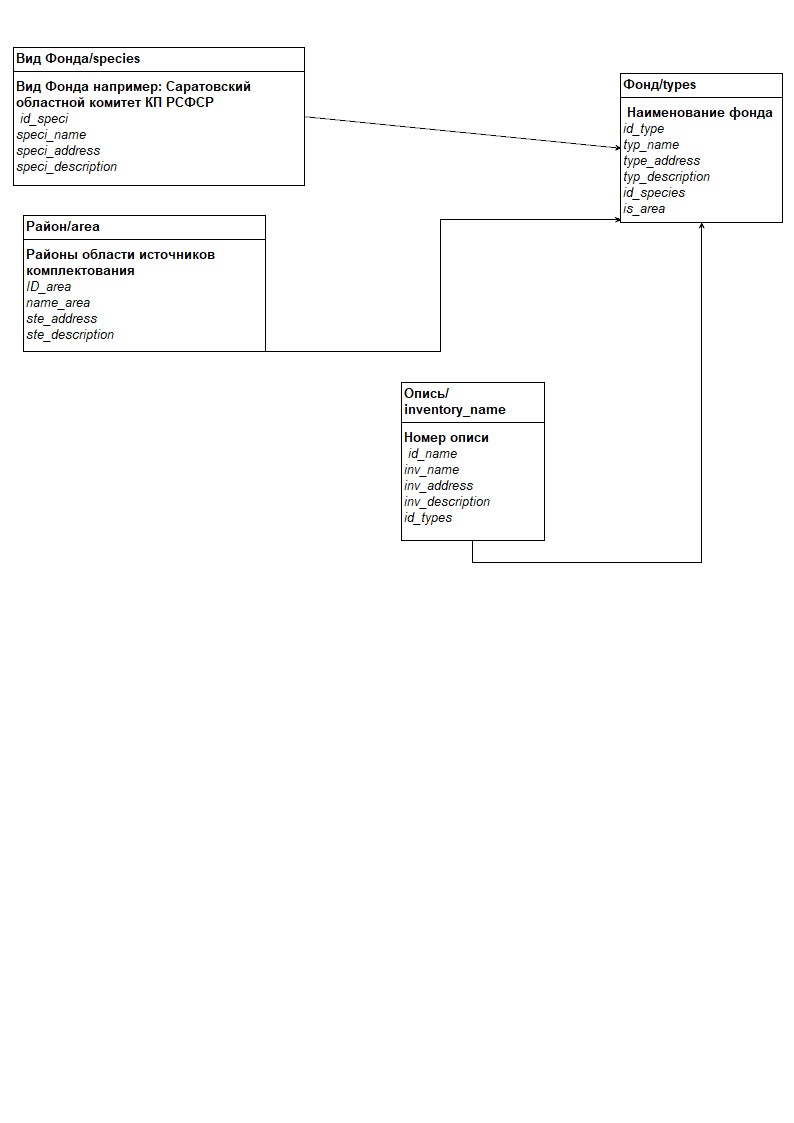 Вид Фонда/species
Вид Фонда например: Саратовский
областной комитет КП РСФСР
id_speci
speci_name
speci_address
speci_description
Фонд/types
Наименование фонда
id_type
typ_name
type_address
typ_description
id_species
is_area
Район/area
Районы области источников
комплектования
ID_area
name_area
ste_address
ste_description
Опись/
inventory_name
Номер описи
id_name
inv_name
inv_address
inv_description
id_types